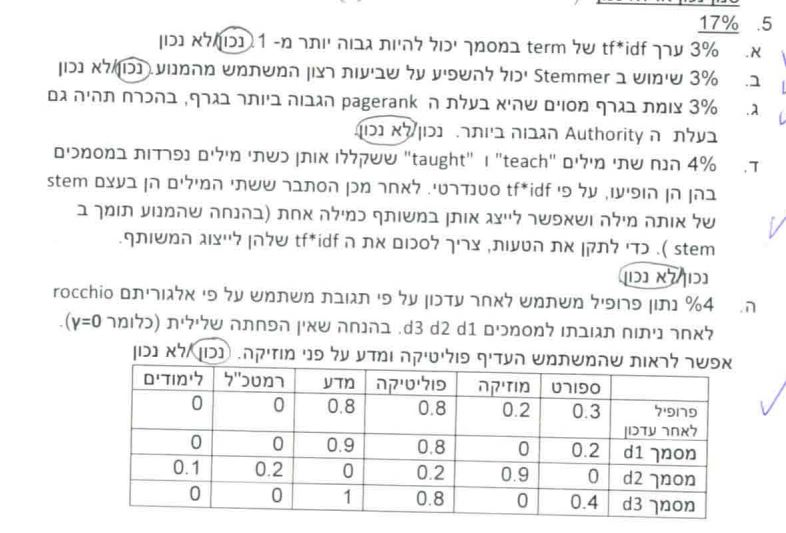 5. 17%
א. 3% ערך tf*idf של term במסמך יכול להיות גבוה יותר מ- 1. נכון/לא נכון
ב. 3% שימוש ב Stemmer יכול להשפיע על שביעות רצון המשתמש מהמנוע. נכון/לא נכון
ג. 3% צומת בגרף מסוים שהיא בעלת ה pagerank הגבוה ביותר בגרף, בהכרח תהיה גם
בעלת ה Authority הגבוה ביותר. נכון/לא נכון.
ד. 4% הנח שתי מילים "teach" ו "taught" ששקללו אותן כשתי מילים נפרדות במסמכים
בהן הן הופיעו, על פי tf*idf סטנדרטי. לאחר מכן הסתבר ששתי המילים הן בעצם stem
של אותה מילה ושאפשר לייצג אותן במשותף כמילה אחת (בהנחה שהמנוע תומך ב
stem ). כדי לתקן את הטעות, צריך לסכום את ה tf*idf שלהן לייצוג המשותף.
נכון/לא נכון
ה. 4% נתון פרופיל משתמש לאחר עדכון על פי תגובת משתמש על פי אלגוריתם rocchio
לאחר ניתוח תגובתו למסמכים d3 d2 d1. בהנחה שאין הפחתה שלילית (כלומר γ=0).
אפשר לראות שהמשתמש העדיף פוליטיקה ומדע על פני מוזיקה. נכון/לא נכון
ספורט מוזיקה פוליטיקה מדע רמטכ"ל לימודים
פרופיל 0.3 0.2 0.8 0.8 0 0
לאחר עדכון
מסמך d1 0.2 0 0.8 0.9 0 0
מסמך d2 0 0.9 0.2 0 0.2 0.1
מסמך d3 0.4 0 0.8 1 0 0